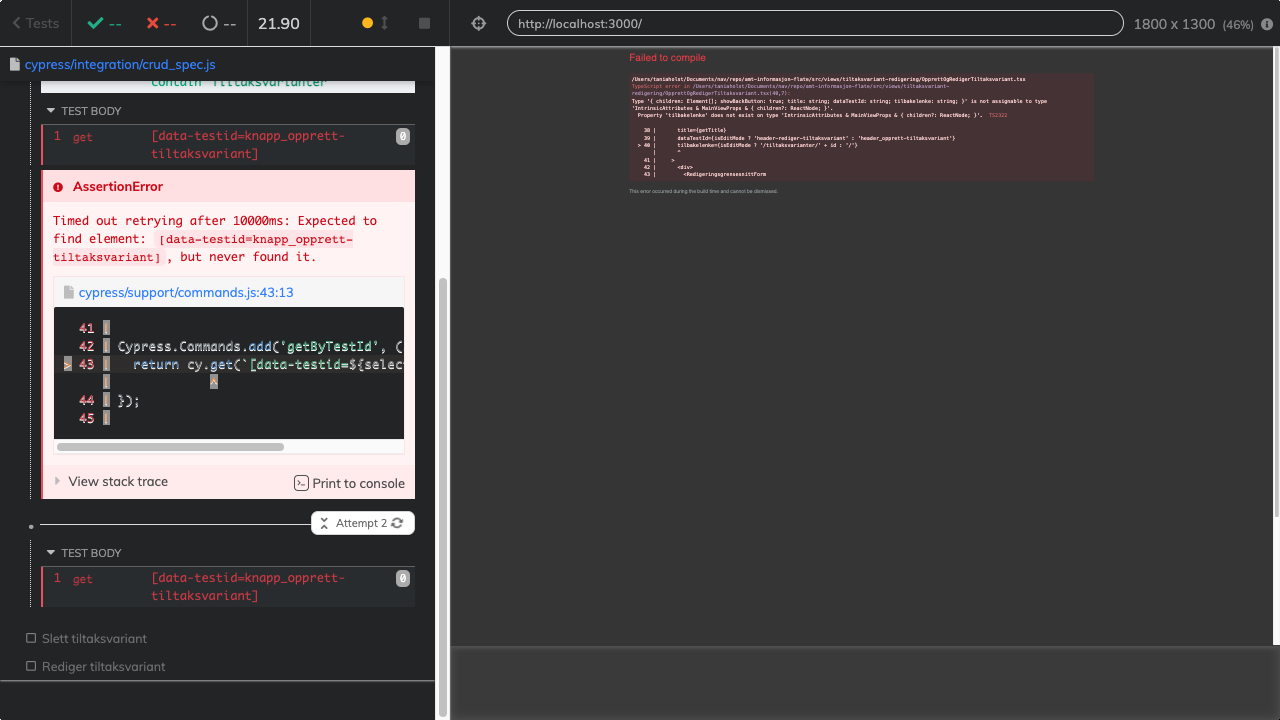 Tests
--
--
--
21.90
http://localhost:3000/
1800 x 1300 (46%)
cypress/integration/crud_spec.js
contain Tiltaksvarianter
TEST BODY
1 get [data-testid=knapp_opprett-
tiltaksvariant]
0
AssertionError
Timed out retrying after 10000ms: Expected to
find element: [data-testid=knapp_opprett-
tiltaksvariant], but never found it.
cypress/support/commands.js:43:13
41 |
42 | Cypress.Commands.add('getByTestId', (
> 43 |   return cy.get(`[data-testid=${selec
|             ^
44 | });
45 |
View stack trace
Print to console
Attempt 2
TEST BODY
1 get [data-testid=knapp_opprett-
tiltaksvariant]
0
Slett tiltaksvariant
Rediger tiltaksvariant
Failed to compile
/Users/taniaholst/Documents/nav/repo/amt-informasjon-flate/src/views/tiltaksvariant-redigering/OpprettOgRedigerTiltaksvariant.tsx
TypeScript error in /Users/taniaholst/Documents/nav/repo/amt-informasjon-flate/src/views/tiltaksvariant-
redigering/OpprettOgRedigerTiltaksvariant.tsx(40,7):
Type '{ children: Element[]; showBackButton: true; title: string; dataTestId: string; tilbakelenke: string; }' is not assignable to type
'IntrinsicAttributes & MainViewProps & { children?: ReactNode; }'.
Property 'tilbakelenke' does not exist on type 'IntrinsicAttributes & MainViewProps & { children?: ReactNode; }'.  TS2322
38 |       title={getTitle}
39 |       dataTestId={isEditMode ? 'header-rediger-tiltaksvariant' : 'header_opprett-tiltaksvariant'}
> 40 |       tilbakelenke={isEditMode ? '/tiltaksvarianter/' + id : '/'}
|       ^
41 |     >
42 |       <div>
43 |         <RedigeringsgrensesnittForm
This error occurred during the build time and cannot be dismissed.